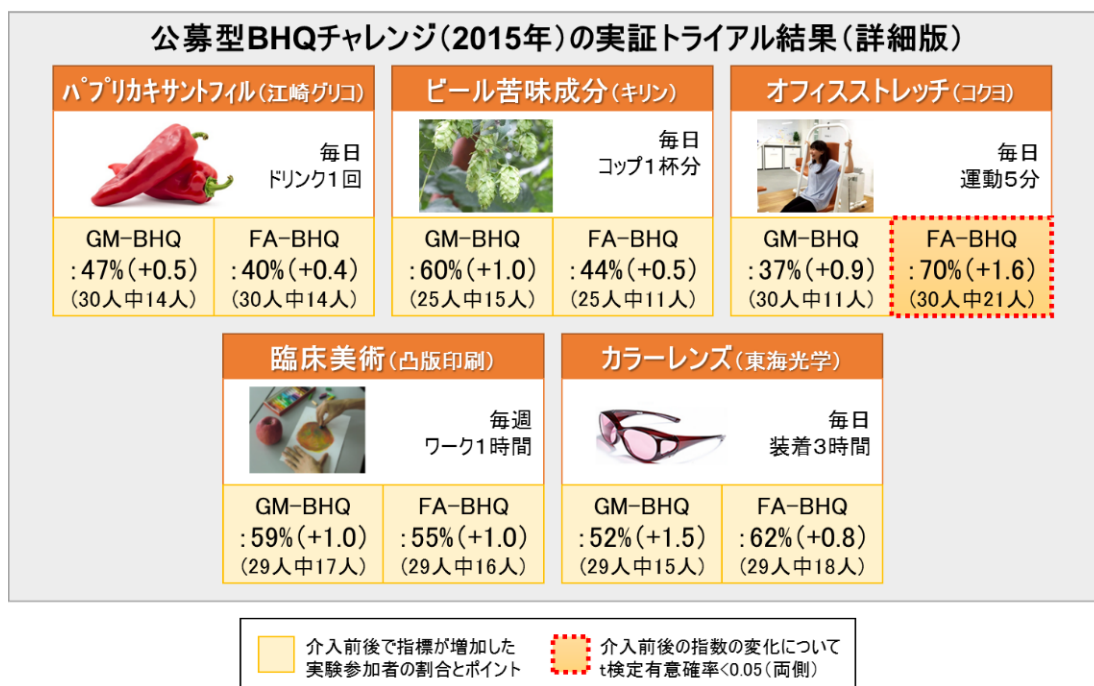 公募型BHQチャレンジ(2015年)の実証トライアル結果(詳細版)
パプリカキサントフィル(江崎グリコ)
毎日
ドリンク1回
GM-BHQ
:47%(+0.5)
(30人中14人)
FA-BHQ
:40%(+0.4)
(30人中14人)
ビール苦味成分(キリン)
毎日
コップ1杯分
GM-BHQ
:60%(+1.0)
(25人中15人)
FA-BHQ
:44%(+0.5)
(25人中11人)
オフィスストレッチ(コクヨ)
毎日
運動5分
GM-BHQ
:37%(+0.9)
(30人中11人)
FA-BHQ
:70%(+1.6)
(30人中21人)
臨床美術(凸版印刷)
毎週
ワーク1時間
GM-BHQ
:59%(+1.0)
(29人中17人)
FA-BHQ
:55%(+1.0)
(29人中16人)
カラーレンズ(東海光学)
毎日
装着3時間
GM-BHQ
:52%(+1.5)
(29人中15人)
FA-BHQ
:62%(+0.8)
(29人中18人)
介入前後で指標が増加した
実験参加者の割合とポイント
介入前後の指数の変化について
t検定有意確率<0.05(両側)